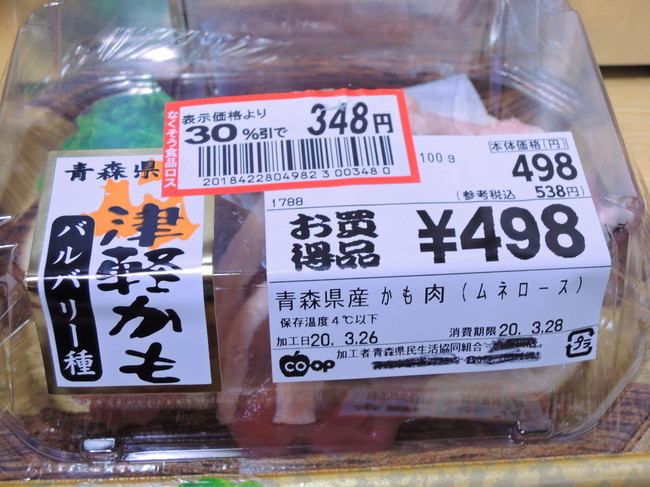 なくそう食品ロス
表示価格より
30%引で 348円
20184228049823003480
100g
本体価格(円)
498
(参考税込 538円)
1788
お買得品
¥498
青森県産 かも肉 (ムネロース)
保存温度4℃以下
加工日20. 3.26 消費期限20. 3.28
加工者青森県民生活協同組合
プラ
CO・OP
青森県
津軽かも
バルバリー種